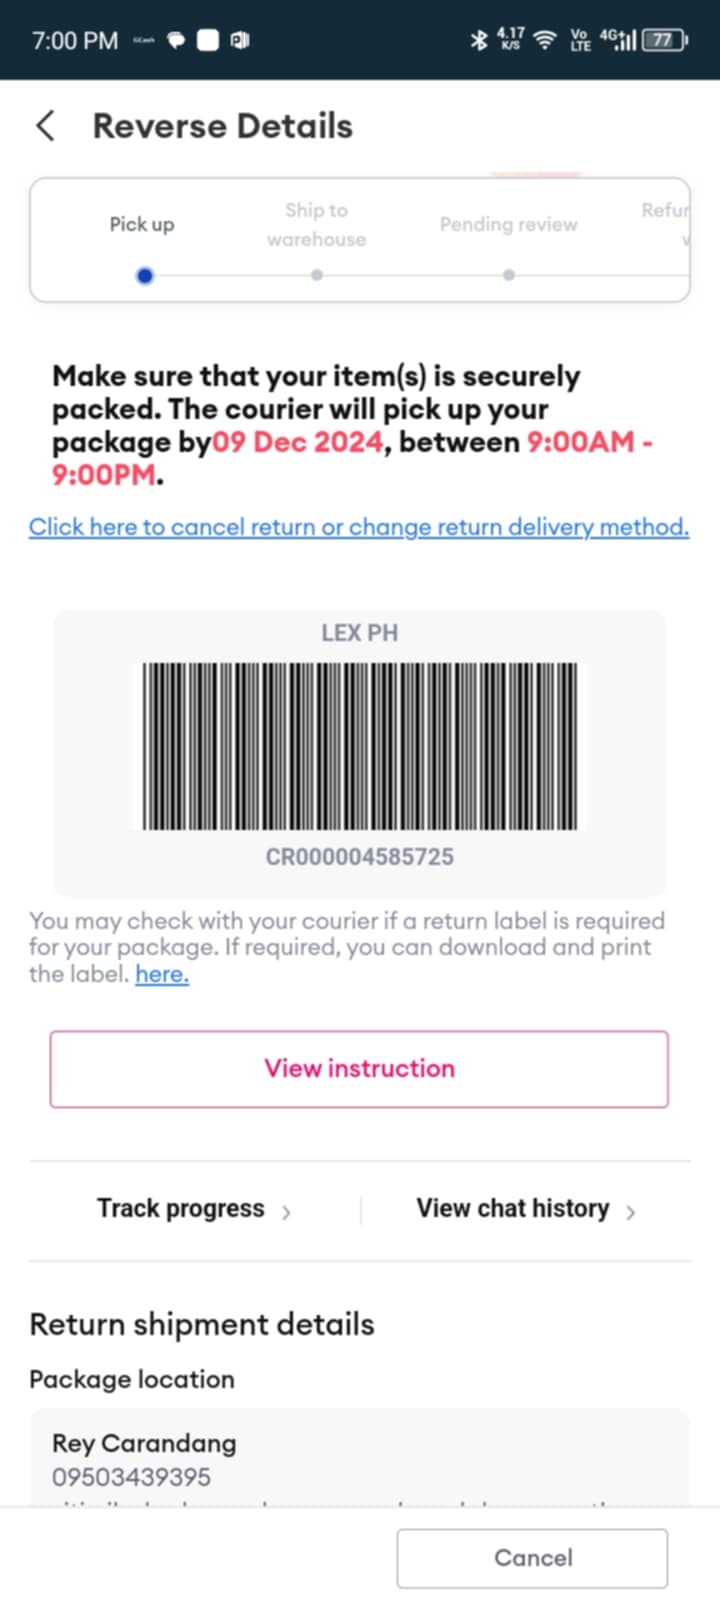 7:00 PM
GCash
4.17
K/S
Vo
LTE
4G+
77
Reverse Details
Pick up
Ship to
warehouse
Pending review
Refun
Make sure that your item(s) is securely
packed. The courier will pick up your
package by09 Dec 2024, between 9:00AM -
9:00PM.
Click here to cancel return or change return delivery method.
LEX PH
CR000004585725
You may check with your courier if a return label is required
for your package. If required, you can download and print
the label. here.
View instruction
Track progress
View chat history
Return shipment details
Package location
Rey Carandang
09503439395
Cancel